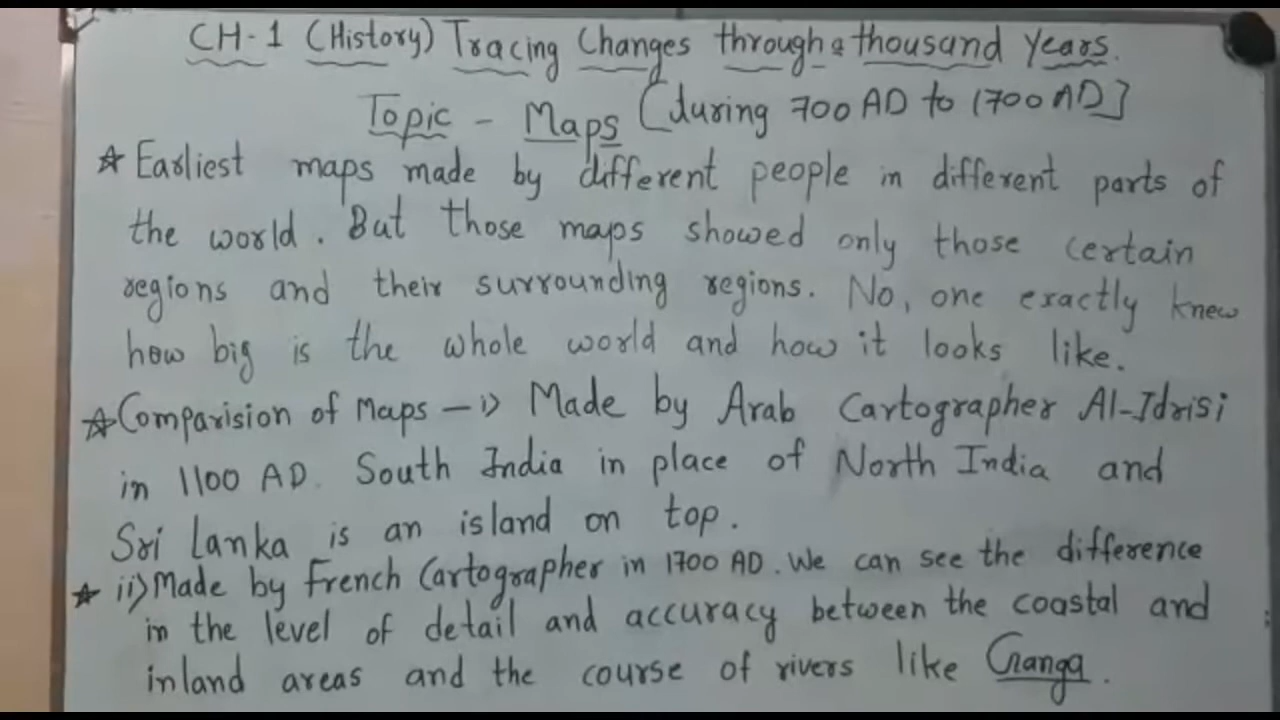 CH-1 (History) Tracing Changes through a thousand Years.
Topic - Maps (during 700 AD to 1700 AD]
☆ Earliest maps made by different people in different parts of
the world. But those maps showed only those certain
regions and their surrounding regions. No, one exactly knew
how big is the whole world and how it looks like.
☆ Comparision of Maps - i) Made by Arab Cartographer Al-Idrisi
in 1100 AD. South India in place of North India and
Sri Lanka is an island on top.
★ ii) Made by French Cartographer in 1700 AD. We can see the difference
in the level of detail and accuracy between the coastal and
inland areas and the course of rivers like Ganga.